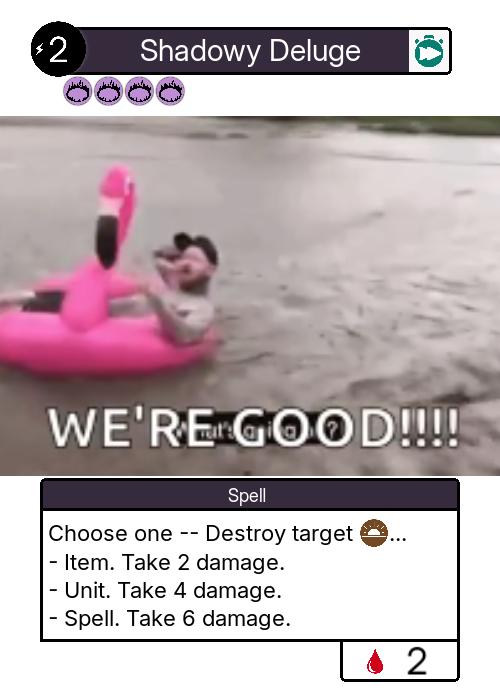 2
Shadowy Deluge
WE'RE GOOD!!!!
Spell
Choose one -- Destroy target ...
- Item. Take 2 damage.
- Unit. Take 4 damage.
- Spell. Take 6 damage.
2